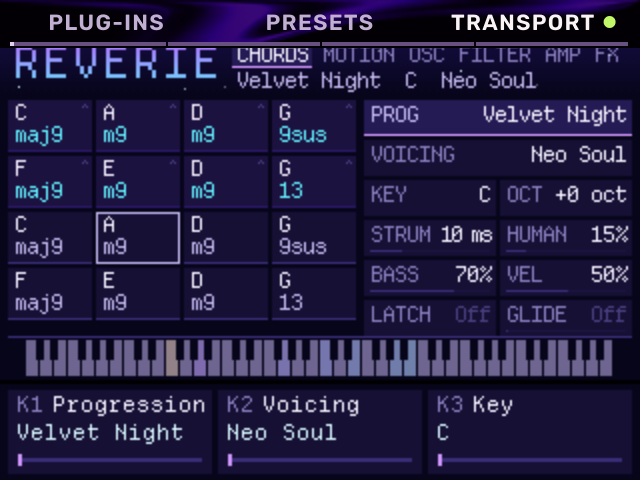 PLUG-INS PRESETS TRANSPORT
REVERIE CHORDS MOTION OSC FILTER AMP FX
Velvet Night C Neo Soul
C A D G PROG Velvet Night
maj9 m9 m9 9sus
VOICING Neo Soul
F E D G
maj9 m9 m9 13 KEY C OCT +0 oct
C A D G STRUM 10 ms HUMAN 15%
maj9 m9 m9 9sus
F E D G BASS 70% VEL 50%
maj9 m9 m9 13
LATCH Off GLIDE Off
K1 Progression K2 Voicing K3 Key
Velvet Night Neo Soul C